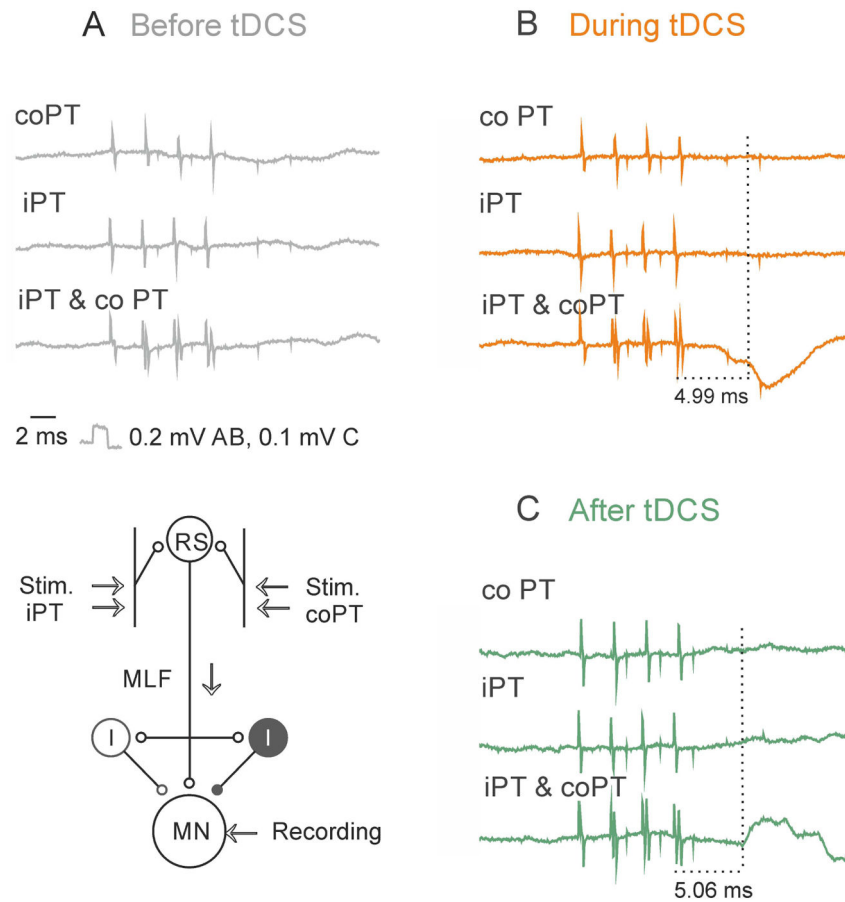 A Before tDCS
coPT
iPT
iPT & co PT
2 ms 0.2 mV AB, 0.1 mV C
B During tDCS
co PT
iPT
iPT & coPT
4.99 ms
RS
Stim.
iPT
Stim.
coPT
MLF
I I
MN
Recording
C After tDCS
co PT
iPT
iPT & coPT
5.06 ms